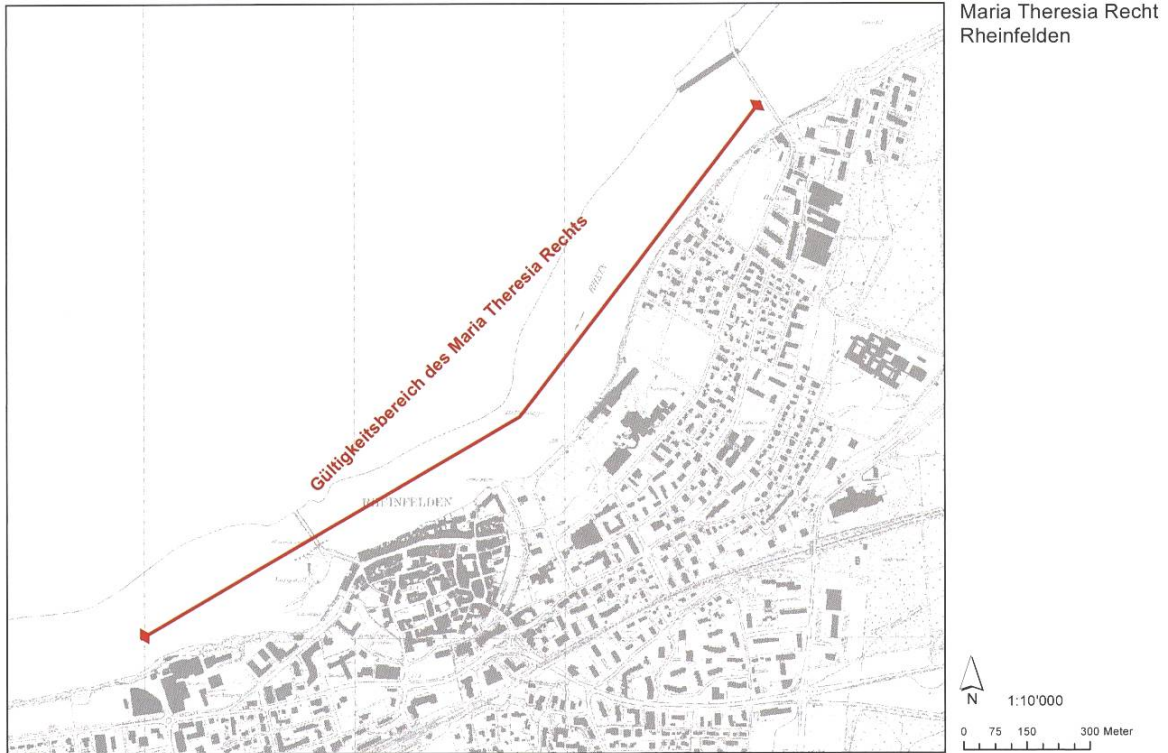 Maria Theresia Recht
Rheinfelden
Gültigkeitsbereich des Maria Theresia Rechts
RHEIN
RHEINFELDEN
N
1:10'000
0 75 150 300 Meter